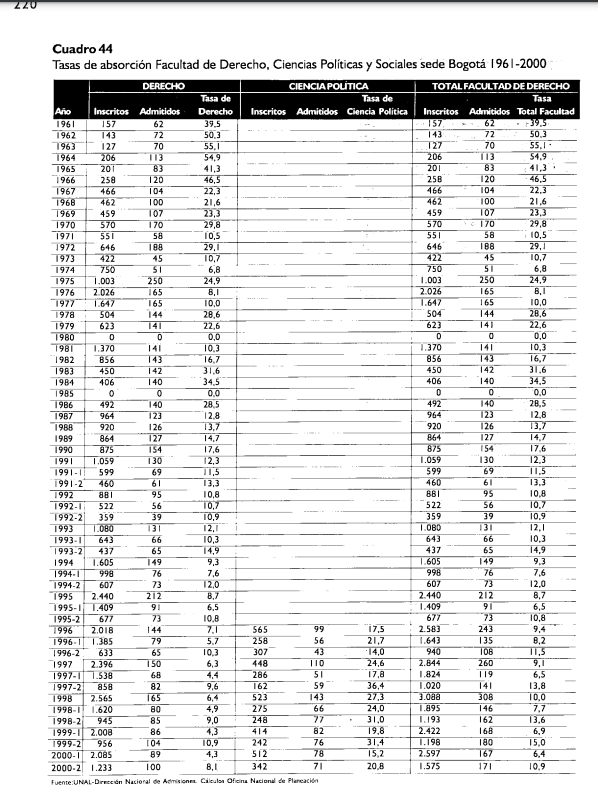 220
Cuadro 44
Tasas de absorción Facultad de Derecho, Ciencias Políticas y Sociales sede Bogotá 1961-2000
DERECHO CIENCIA POLÍTICA TOTAL FACULTAD DE DERECHO
Tasa de Tasa de Tasa
Año Inscritos Admitidos Derecho Inscritos Admitidos Ciencia Política Inscritos Admitidos Total Facultad
1961 157 62 39,5 157 62 39,5
1962 143 72 50,3 143 72 50,3
1963 127 70 55,1 127 70 55,1
1964 206 113 54,9 206 113 54,9
1965 201 83 41,3 201 83 41,3
1966 258 120 46,5 258 120 46,5
1967 466 104 22,3 466 104 22,3
1968 462 100 21,6 462 100 21,6
1969 459 107 23,3 459 107 23,3
1970 570 170 29,8 570 170 29,8
1971 551 58 10,5 551 58 10,5
1972 646 188 29,1 646 188 29,1
1973 422 45 10,7 422 45 10,7
1974 750 51 6,8 750 51 6,8
1975 1.003 250 24,9 1.003 250 24,9
1976 2.026 165 8,1 2.026 165 8,1
1977 1.647 165 10,0 1.647 165 10,0
1978 504 144 28,6 504 144 28,6
1979 623 141 22,6 623 141 22,6
1980 0 0 0,0 0 0 0,0
1981 1.370 141 10,3 1.370 141 10,3
1982 856 143 16,7 856 143 16,7
1983 450 142 31,6 450 142 31,6
1984 406 140 34,5 406 140 34,5
1985 0 0 0,0 0 0 0,0
1986 492 140 28,5 492 140 28,5
1987 964 123 12,8 964 123 12,8
1988 920 126 13,7 920 126 13,7
1989 864 127 14,7 864 127 14,7
1990 875 154 17,6 875 154 17,6
1991 1.059 130 12,3 1.059 130 12,3
1991-1 599 69 11,5 599 69 11,5
1991-2 460 61 13,3 460 61 13,3
1992 881 95 10,8 881 95 10,8
1992-1 522 56 10,7 522 56 10,7
1992-2 359 39 10,9 359 39 10,9
1993 1.080 131 12,1 1.080 131 12,1
1993-1 643 66 10,3 643 66 10,3
1993-2 437 65 14,9 437 65 14,9
1994 1.605 149 9,3 1.605 149 9,3
1994-1 998 76 7,6 998 76 7,6
1994-2 607 73 12,0 607 73 12,0
1995 2.440 212 8,7 2.440 212 8,7
1995-1 1.409 91 6,5 1.409 91 6,5
1995-2 677 73 10,8 677 73 10,8
1996 2.018 144 7,1 565 99 17,5 2.583 243 9,4
1996-1 1.385 79 5,7 258 56 21,7 1.643 135 8,2
1996-2 633 65 10,3 307 43 14,0 940 108 11,5
1997 2.396 150 6,3 448 110 24,6 2.844 260 9,1
1997-1 1.538 68 4,4 286 51 17,8 1.824 119 6,5
1997-2 858 82 9,6 162 59 36,4 1.020 141 13,8
1998 2.565 165 6,4 523 143 27,3 3.088 308 10,0
1998-1 1.620 80 4,9 275 66 24,0 1.895 146 7,7
1998-2 945 85 9,0 248 77 31,0 1.193 162 13,6
1999-1 2.008 86 4,3 414 82 19,8 2.422 168 6,9
1999-2 956 104 10,9 242 76 31,4 1.198 180 15,0
2000-1 2.085 89 4,3 512 78 15,2 2.597 167 6,4
2000-2 1.233 100 8,1 342 71 20,8 1.575 171 10,9
Fuente:UNAL-Dirección Nacional de Admisiones. Cálculos Oficina Nacional de Planeación